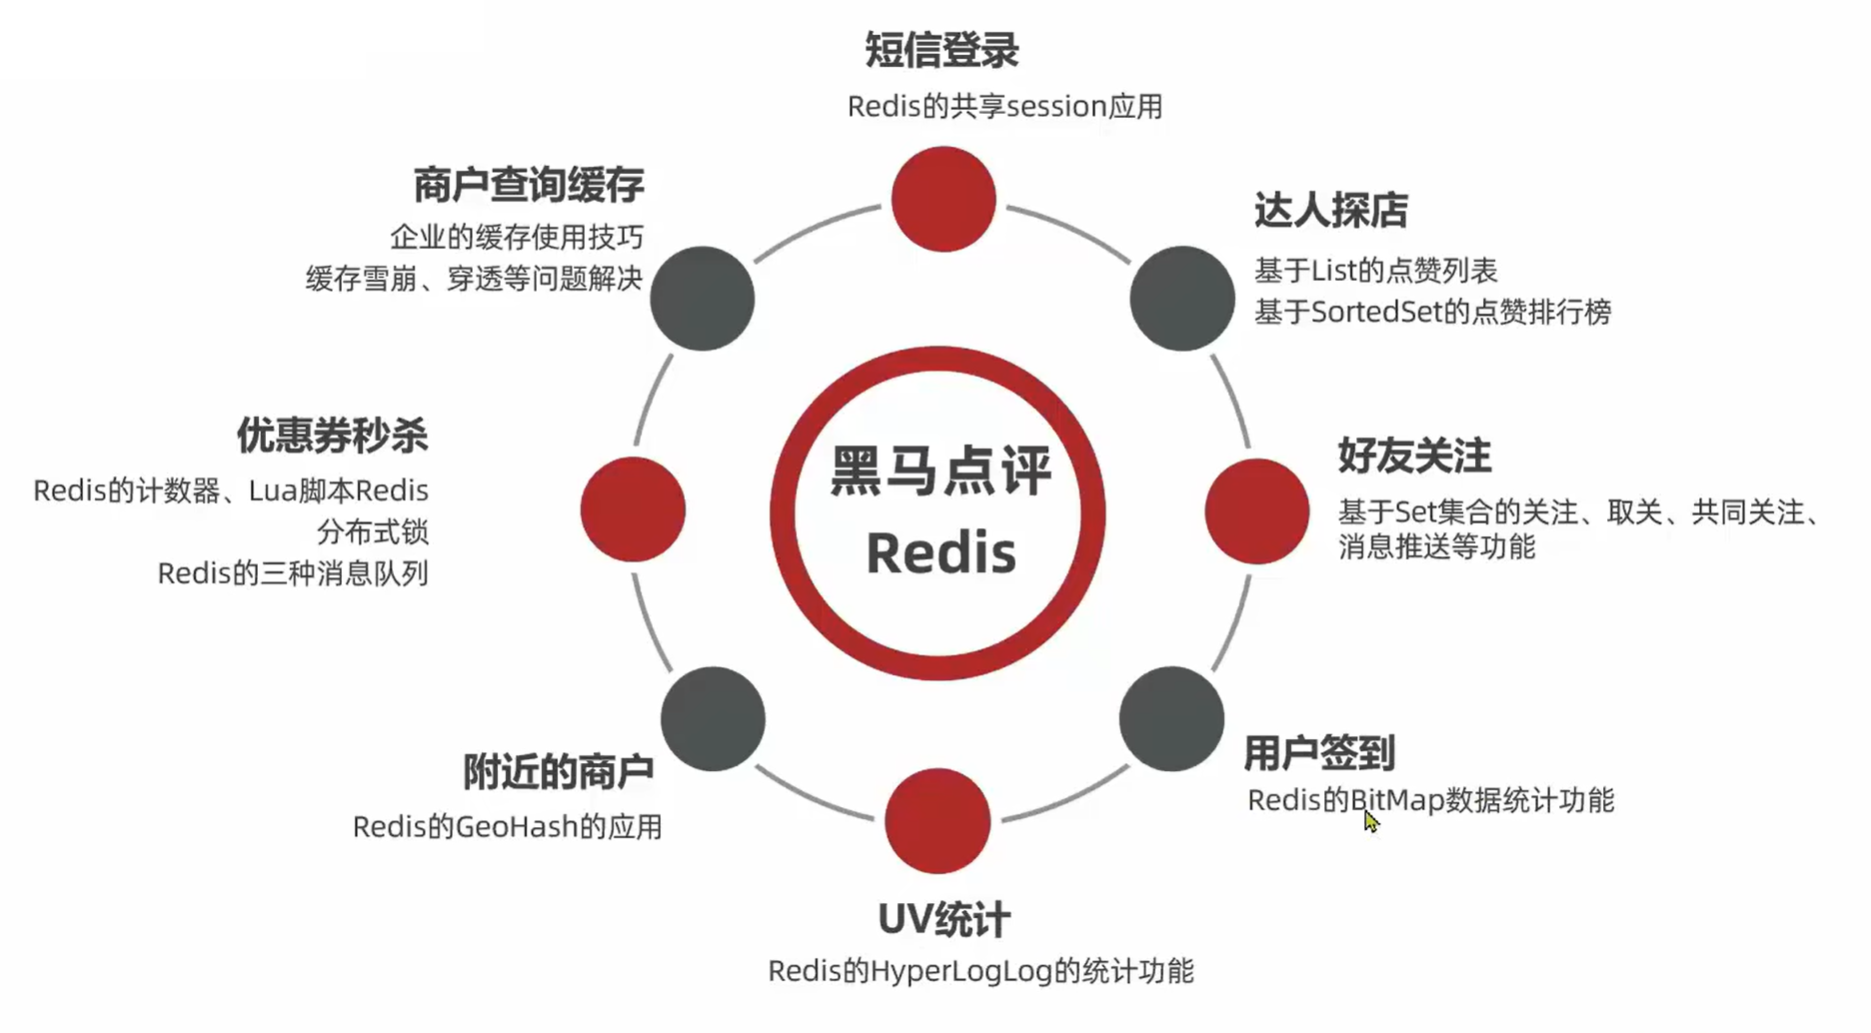 短信登录
Redis的共享session应用
商户查询缓存
企业的缓存使用技巧
缓存雪崩、穿透等问题解决
达人探店
基于List的点赞列表
基于SortedSet的点赞排行榜
优惠券秒杀
Redis的计数器、Lua脚本Redis
分布式锁
Redis的三种消息队列
黑马点评
Redis
好友关注
基于Set集合的关注、取关、共同关注、
消息推送等功能
附近的商户
Redis的GeoHash的应用
用户签到
Redis的BitMap数据统计功能
UV统计
Redis的HyperLogLog的统计功能